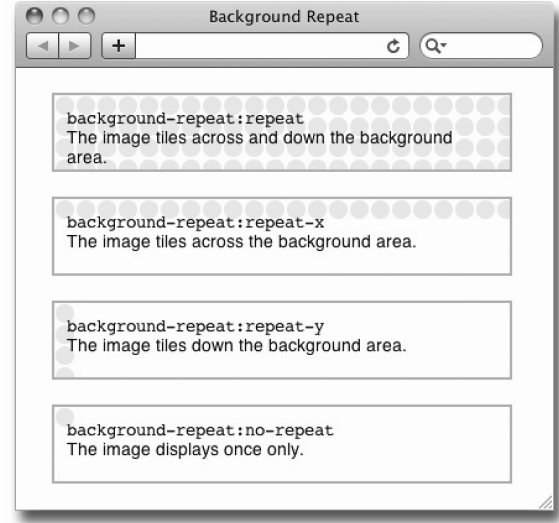 Background Repeat
background-repeat:repeat
The image tiles across and down the background
area.
background-repeat:repeat-x
The image tiles across the background area.
background-repeat:repeat-y
The image tiles down the background area.
background-repeat:no-repeat
The image displays once only.